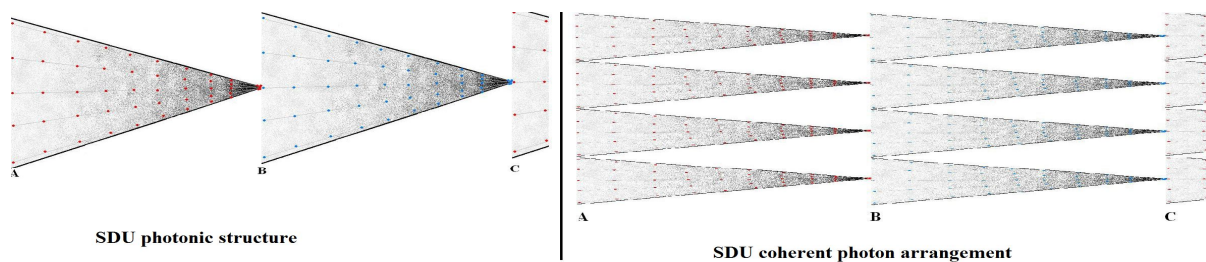 A B C
SDU photonic structure
A B C
SDU coherent photon arrangement